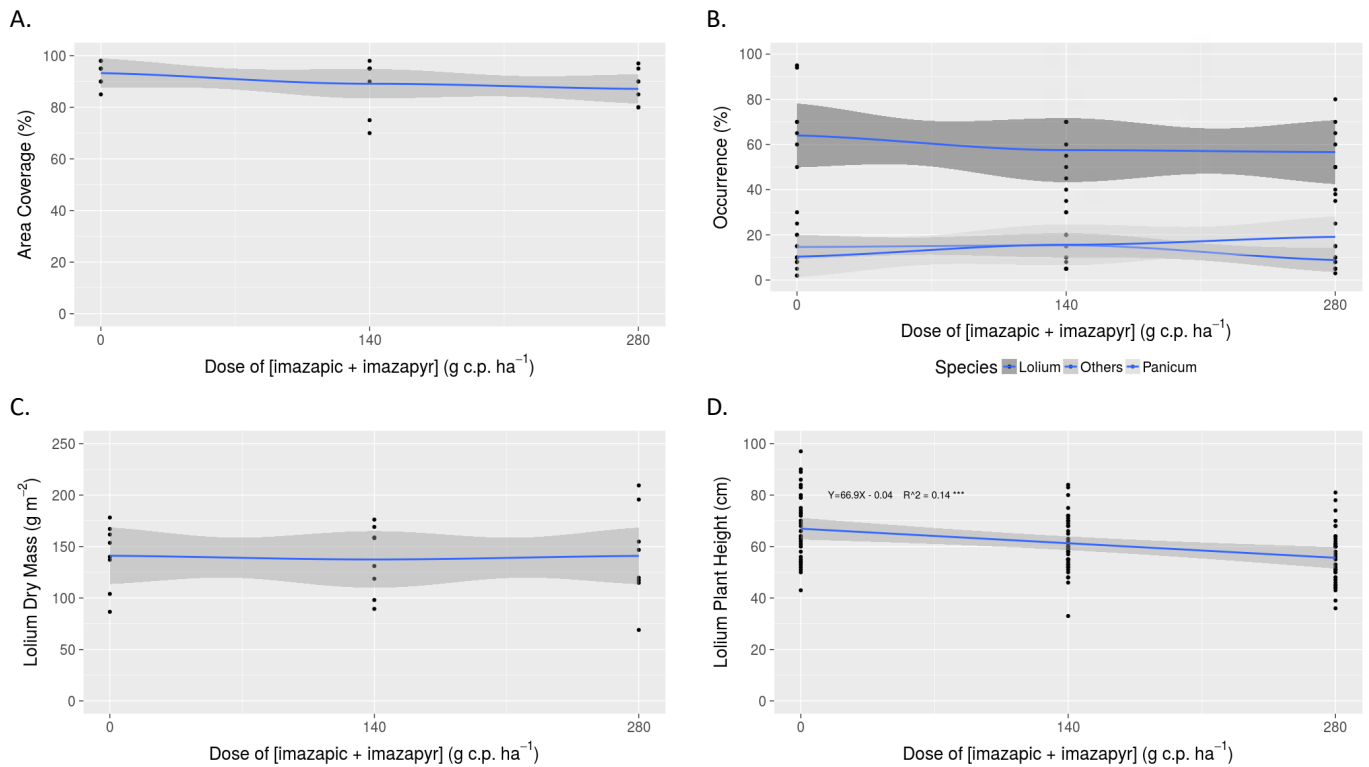 A.
100
80
60
40
20
0
Area Coverage (%)
0 140 280
Dose of [imazapic + imazapyr] (g c.p. ha⁻¹)
B.
100
80
60
40
20
0
Occurrence (%)
0 140 280
Dose of [imazapic + imazapyr] (g c.p. ha⁻¹)
Species Lolium Others Panicum
C.
250
200
150
100
50
0
Lolium Dry Mass (g m⁻²)
0 140 280
Dose of [imazapic + imazapyr] (g c.p. ha⁻¹)
D.
100
80
60
40
20
0
Lolium Plant Height (cm)
Y=66.9X - 0.04 R^2 = 0.14 ***
0 140 280
Dose of [imazapic + imazapyr] (g c.p. ha⁻¹)